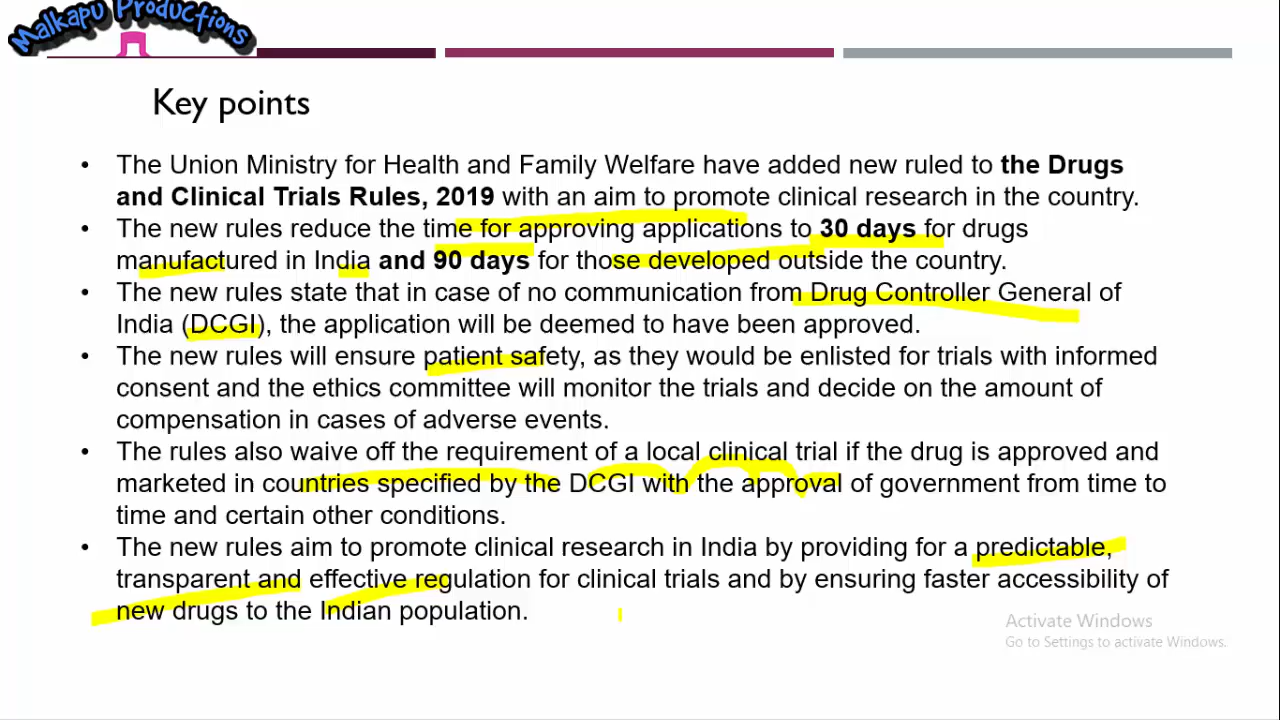 Malkapu Productions
Key points
• The Union Ministry for Health and Family Welfare have added new ruled to the Drugs
and Clinical Trials Rules, 2019 with an aim to promote clinical research in the country.
• The new rules reduce the time for approving applications to 30 days for drugs
manufactured in India and 90 days for those developed outside the country.
• The new rules state that in case of no communication from Drug Controller General of
India (DCGI), the application will be deemed to have been approved.
• The new rules will ensure patient safety, as they would be enlisted for trials with informed
consent and the ethics committee will monitor the trials and decide on the amount of
compensation in cases of adverse events.
• The rules also waive off the requirement of a local clinical trial if the drug is approved and
marketed in countries specified by the DCGI with the approval of government from time to
time and certain other conditions.
• The new rules aim to promote clinical research in India by providing for a predictable,
transparent and effective regulation for clinical trials and by ensuring faster accessibility of
new drugs to the Indian population.
Activate Windows
Go to Settings to activate Windows.